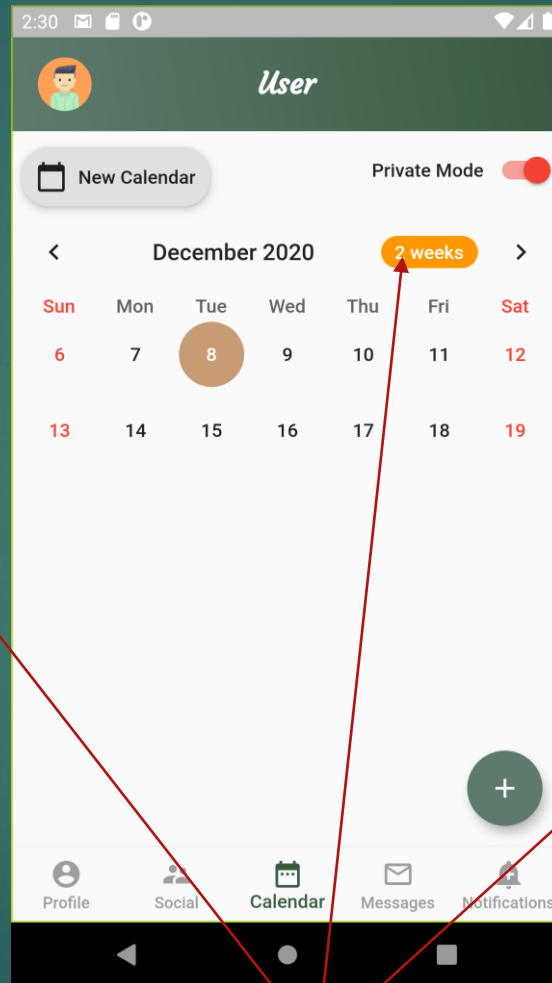 2:30
User
New Calendar
Private Mode
December 2020
2 weeks
Sun Mon Tue Wed Thu Fri Sat
6 7 8 9 10 11 12
13 14 15 16 17 18 19
+
Profile Social Calendar Messages Notifications